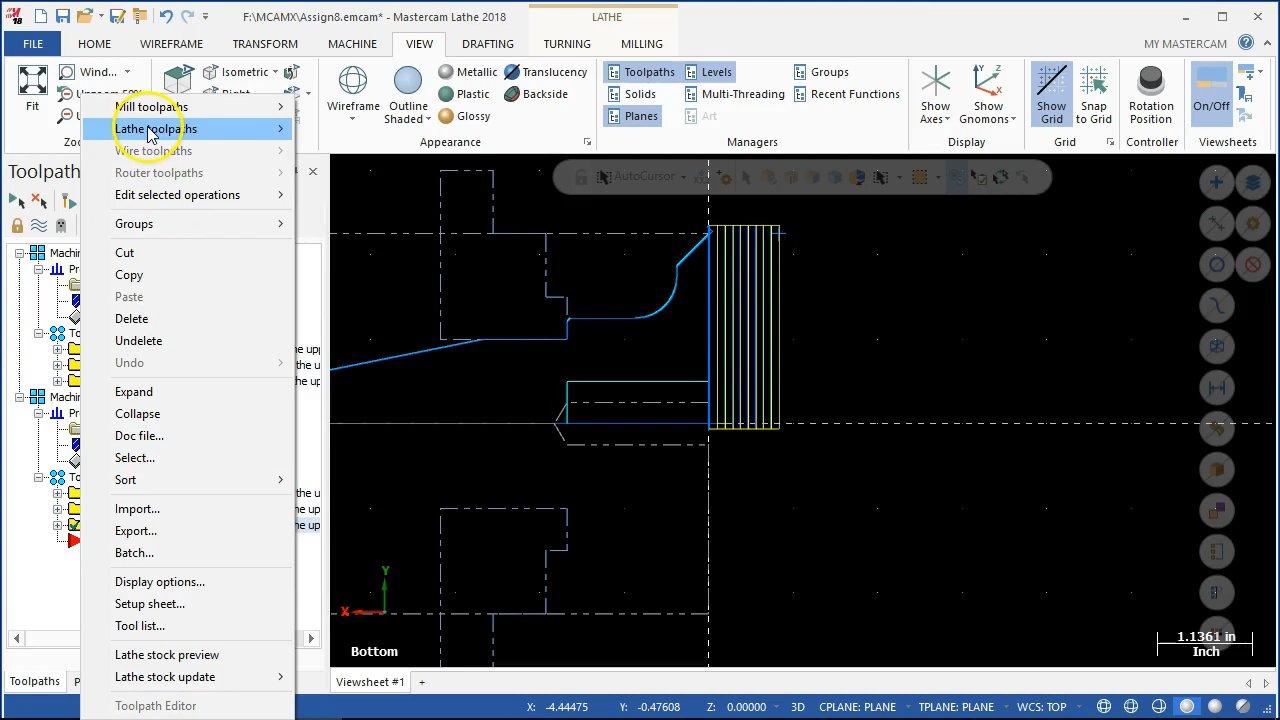 F:\MCAMX\Assign8.emcam* - Mastercam Lathe 2018
LATHE
18
FILE
HOME
WIREFRAME
TRANSFORM
MACHINE
VIEW
DRAFTING
TURNING
MILLING
MY MASTERCAM
Fit
Wind...
Isometric
Wireframe
Outline
Shaded
Metallic
Plastic
Glossy
Translucency
Backside
Appearance
Toolpaths
Solids
Planes
Levels
Multi-Threading
Art
Groups
Recent Functions
Managers
Show
Axes
Show
Gnomons
Display
Show
Grid
Snap
to Grid
Grid
Rotation
Position
Controller
On/Off
Viewsheets
Toolpath
Mill toolpaths
Lathe toolpaths
Wire toolpaths
Router toolpaths
Edit selected operations
Groups
Cut
Copy
Paste
Delete
Undelete
Undo
Expand
Collapse
Doc file...
Select...
Sort
Import...
Export...
Batch...
Display options...
Setup sheet...
Tool list...
Lathe stock preview
Lathe stock update
Toolpath Editor
AutoCursor
Y
X
Bottom
1.1361 in
Inch
Toolpaths
Viewsheet #1
+
X: -4.44475
Y: -0.47608
Z: 0.00000
3D
CPLANE: PLANE
TPLANE: PLANE
WCS: TOP